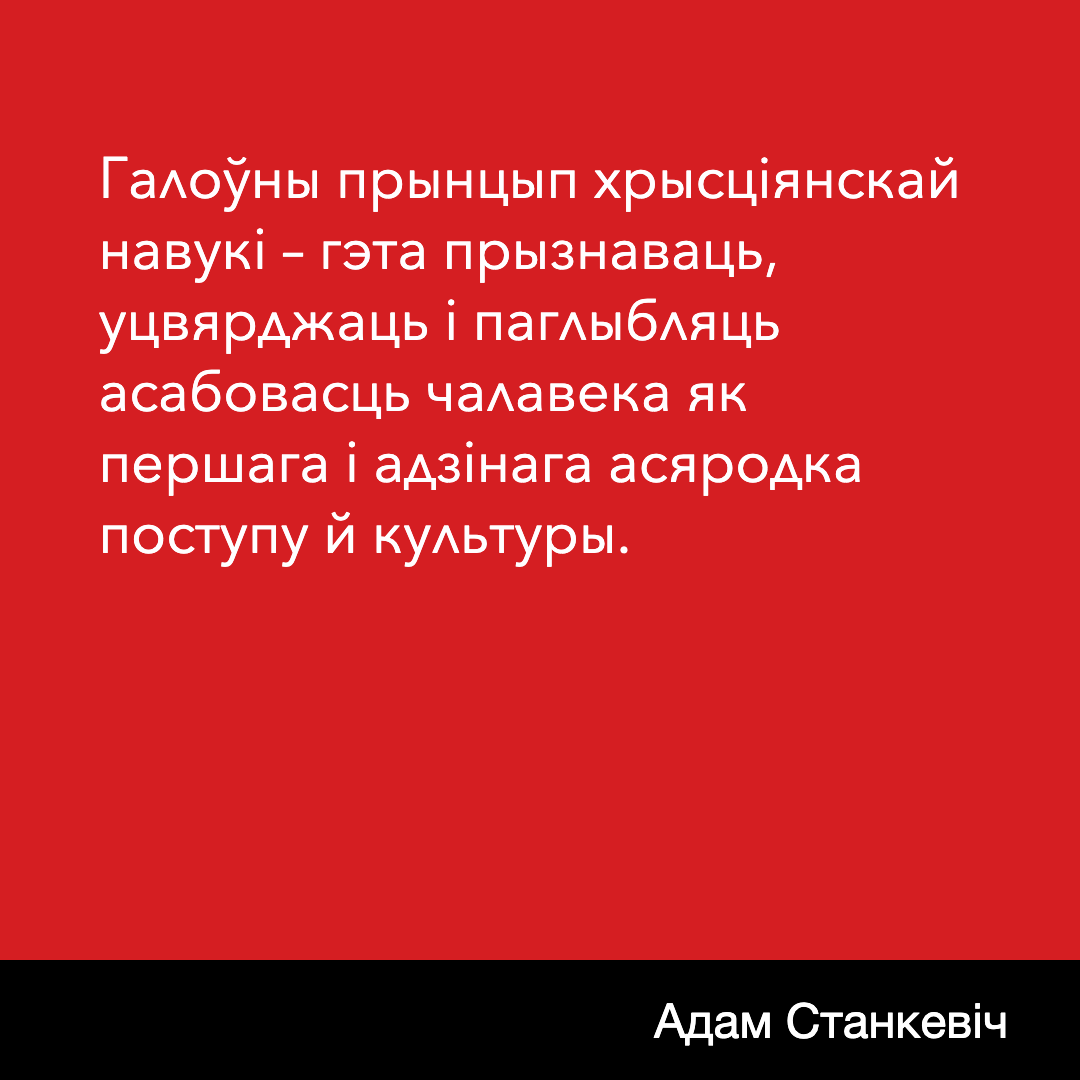 Галоўны прынцып хрысціянскай
навукі – гэта прызнаваць,
уцвярджаць і паглыбляць
асабовасць чалавека як
першага і адзінага асяродка
поступу й культуры.
Адам Станкевіч